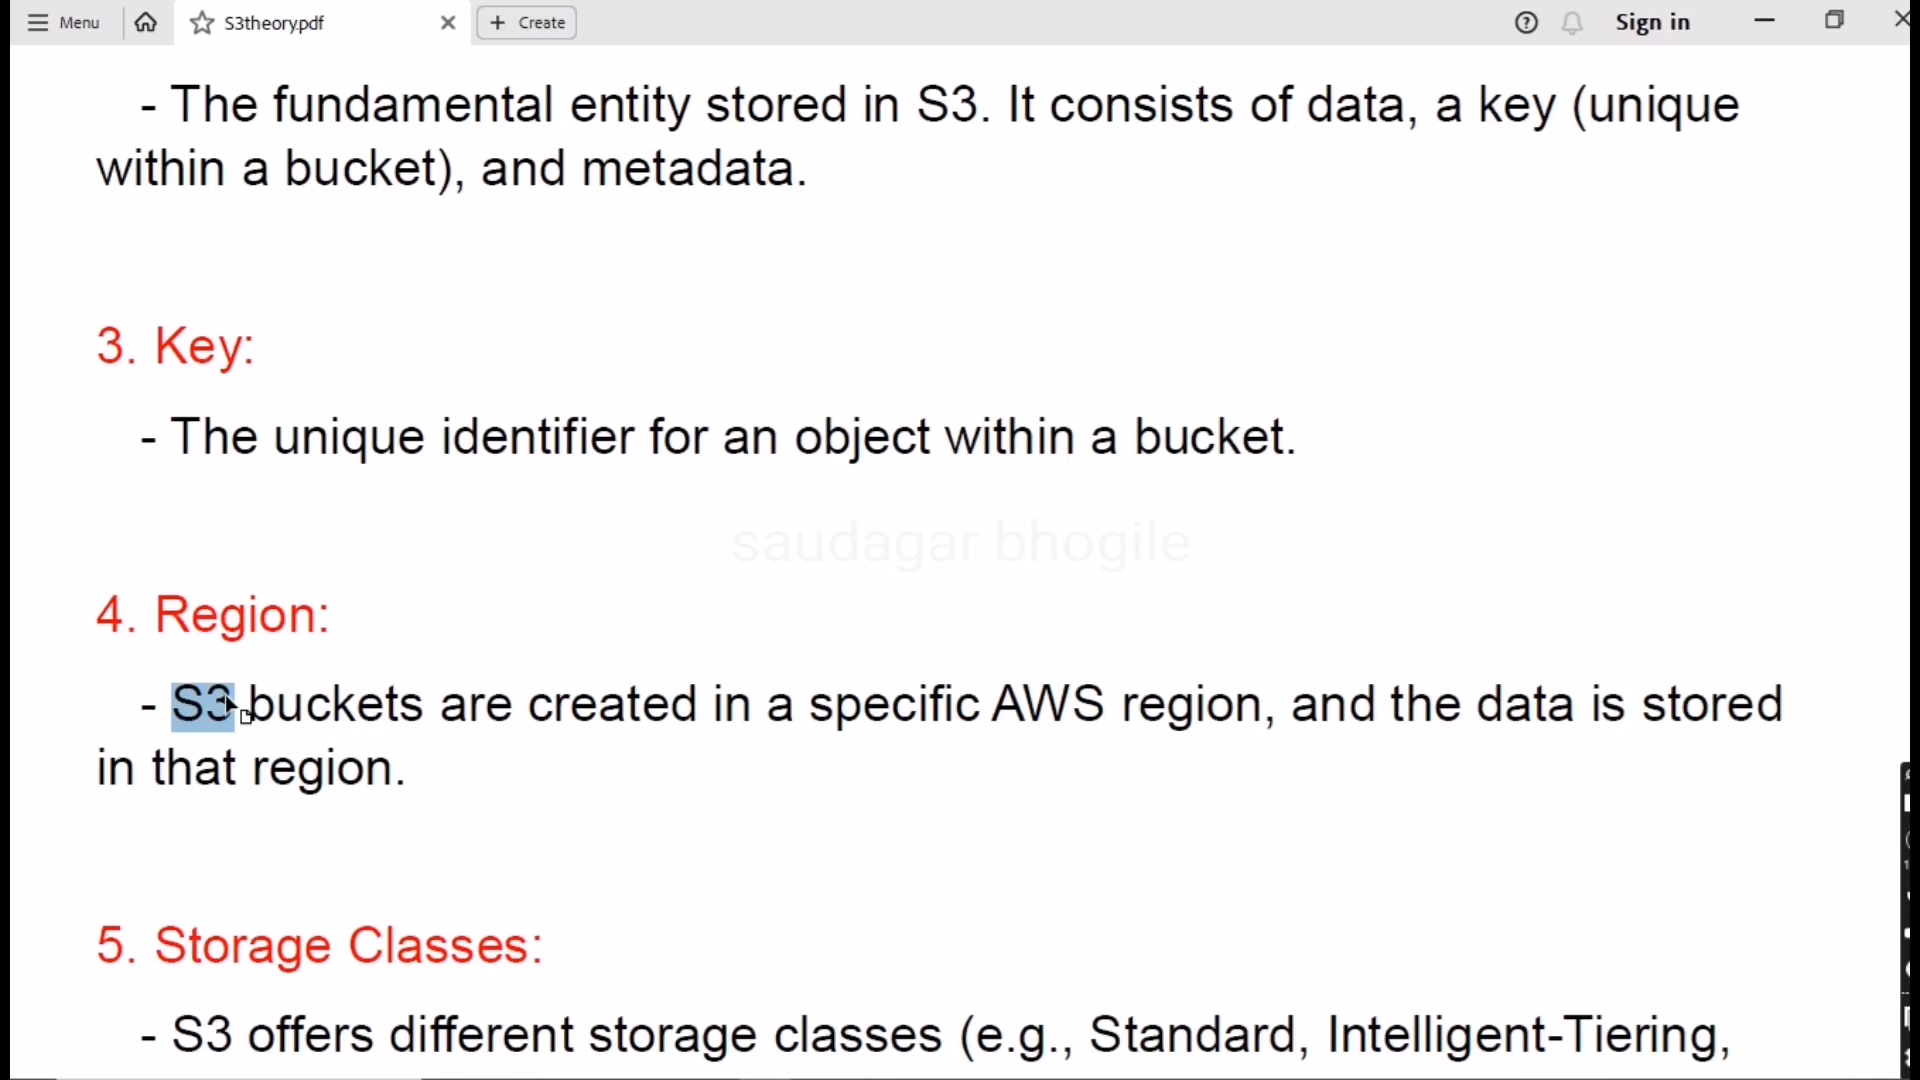 Menu
S3theory.pdf
Create
Sign in
- The fundamental entity stored in S3. It consists of data, a key (unique
within a bucket), and metadata.
3. Key:
- The unique identifier for an object within a bucket.
saudagar bhogile
4. Region:
- S3 buckets are created in a specific AWS region, and the data is stored
in that region.
5. Storage Classes:
- S3 offers different storage classes (e.g., Standard, Intelligent-Tiering,